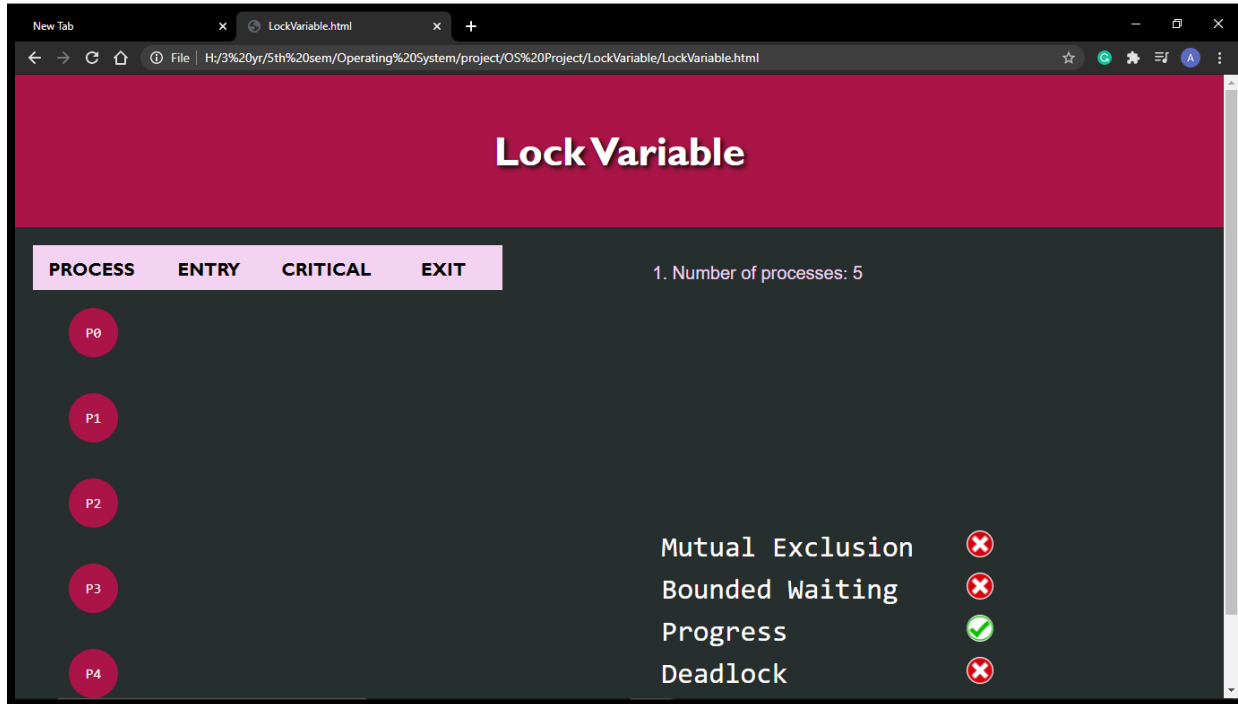 New Tab
LockVariable.html
File | H:/3%20yr/5th%20sem/Operating%20System/project/OS%20Project/LockVariable/LockVariable.html
A
Lock Variable
PROCESS ENTRY CRITICAL EXIT
1. Number of processes: 5
P0
P1
P2
P3
P4
Mutual Exclusion
Bounded Waiting
Progress
Deadlock